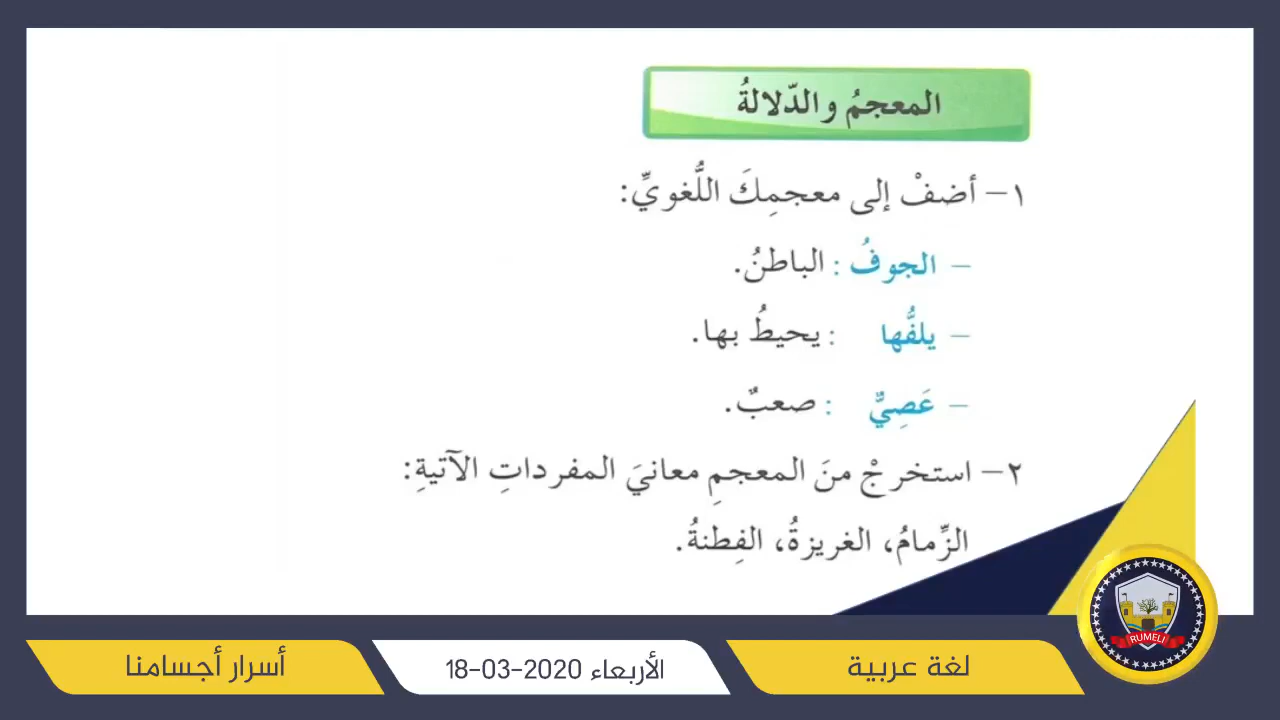 المعجمُ والدّلالةُ
١– أضفْ إلى معجمِكَ اللُّغويِّ:
– الجوفُ : الباطنُ.
– يلفُّها : يحيطُ بها.
– عَصِيٌّ : صعبٌ.
٢– استخرجْ منَ المعجمِ معانيَ المفرداتِ الآتيةِ:
الزِّمامُ، الغريزةُ، الفِطنةُ.
RUMELI
لغة عربية
الأربعاء 2020-03-18
أسرار أجسامنا